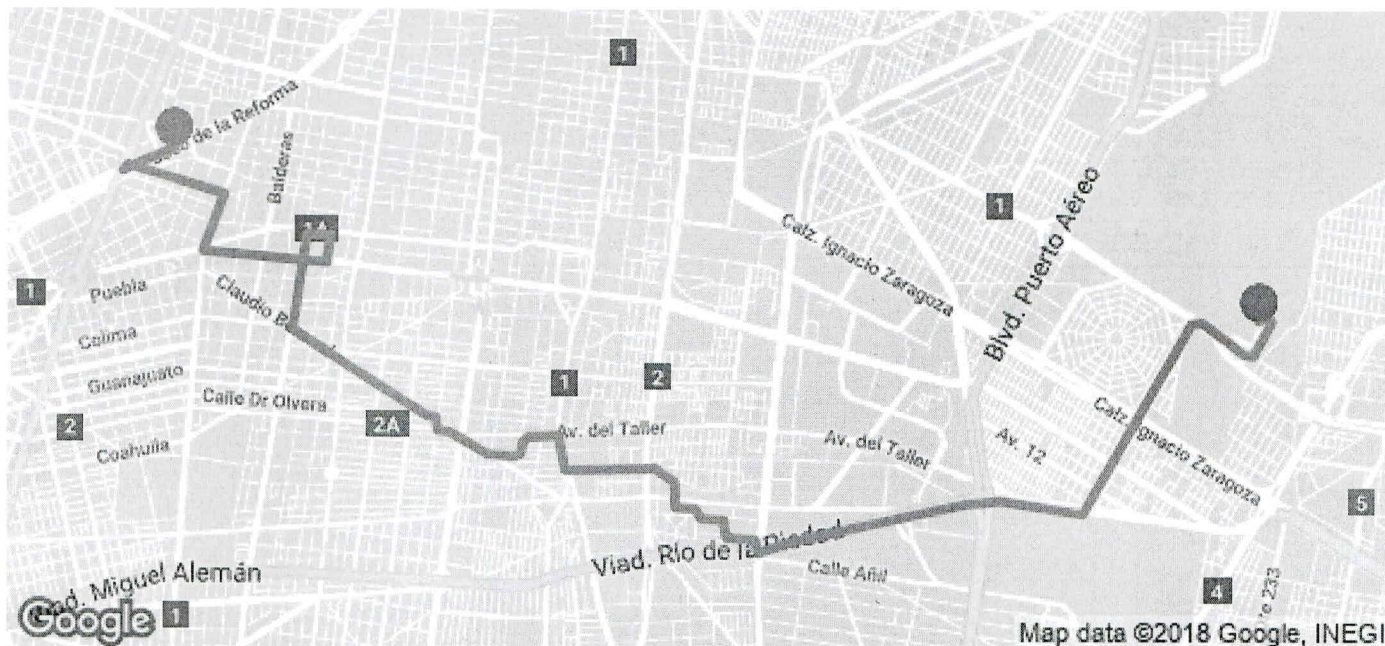 1
de la Reforma
Balderas
1
Calz. Ignacio Zaragoza
Blvd. Puerto Aéreo
1
Puebla
Claudio B
Colima
Guanajuato
1
2
Calle Dr Olvera
2A
2
Av. del Taller
Av. del Taller
Av. 12
Calz. Ignacio Zaragoza
Coahuila
5
Viad. Río de la Piedad
Calle Añil
4
Viad. Miguel Alemán
Google
1
Map data ©2018 Google, INEGI